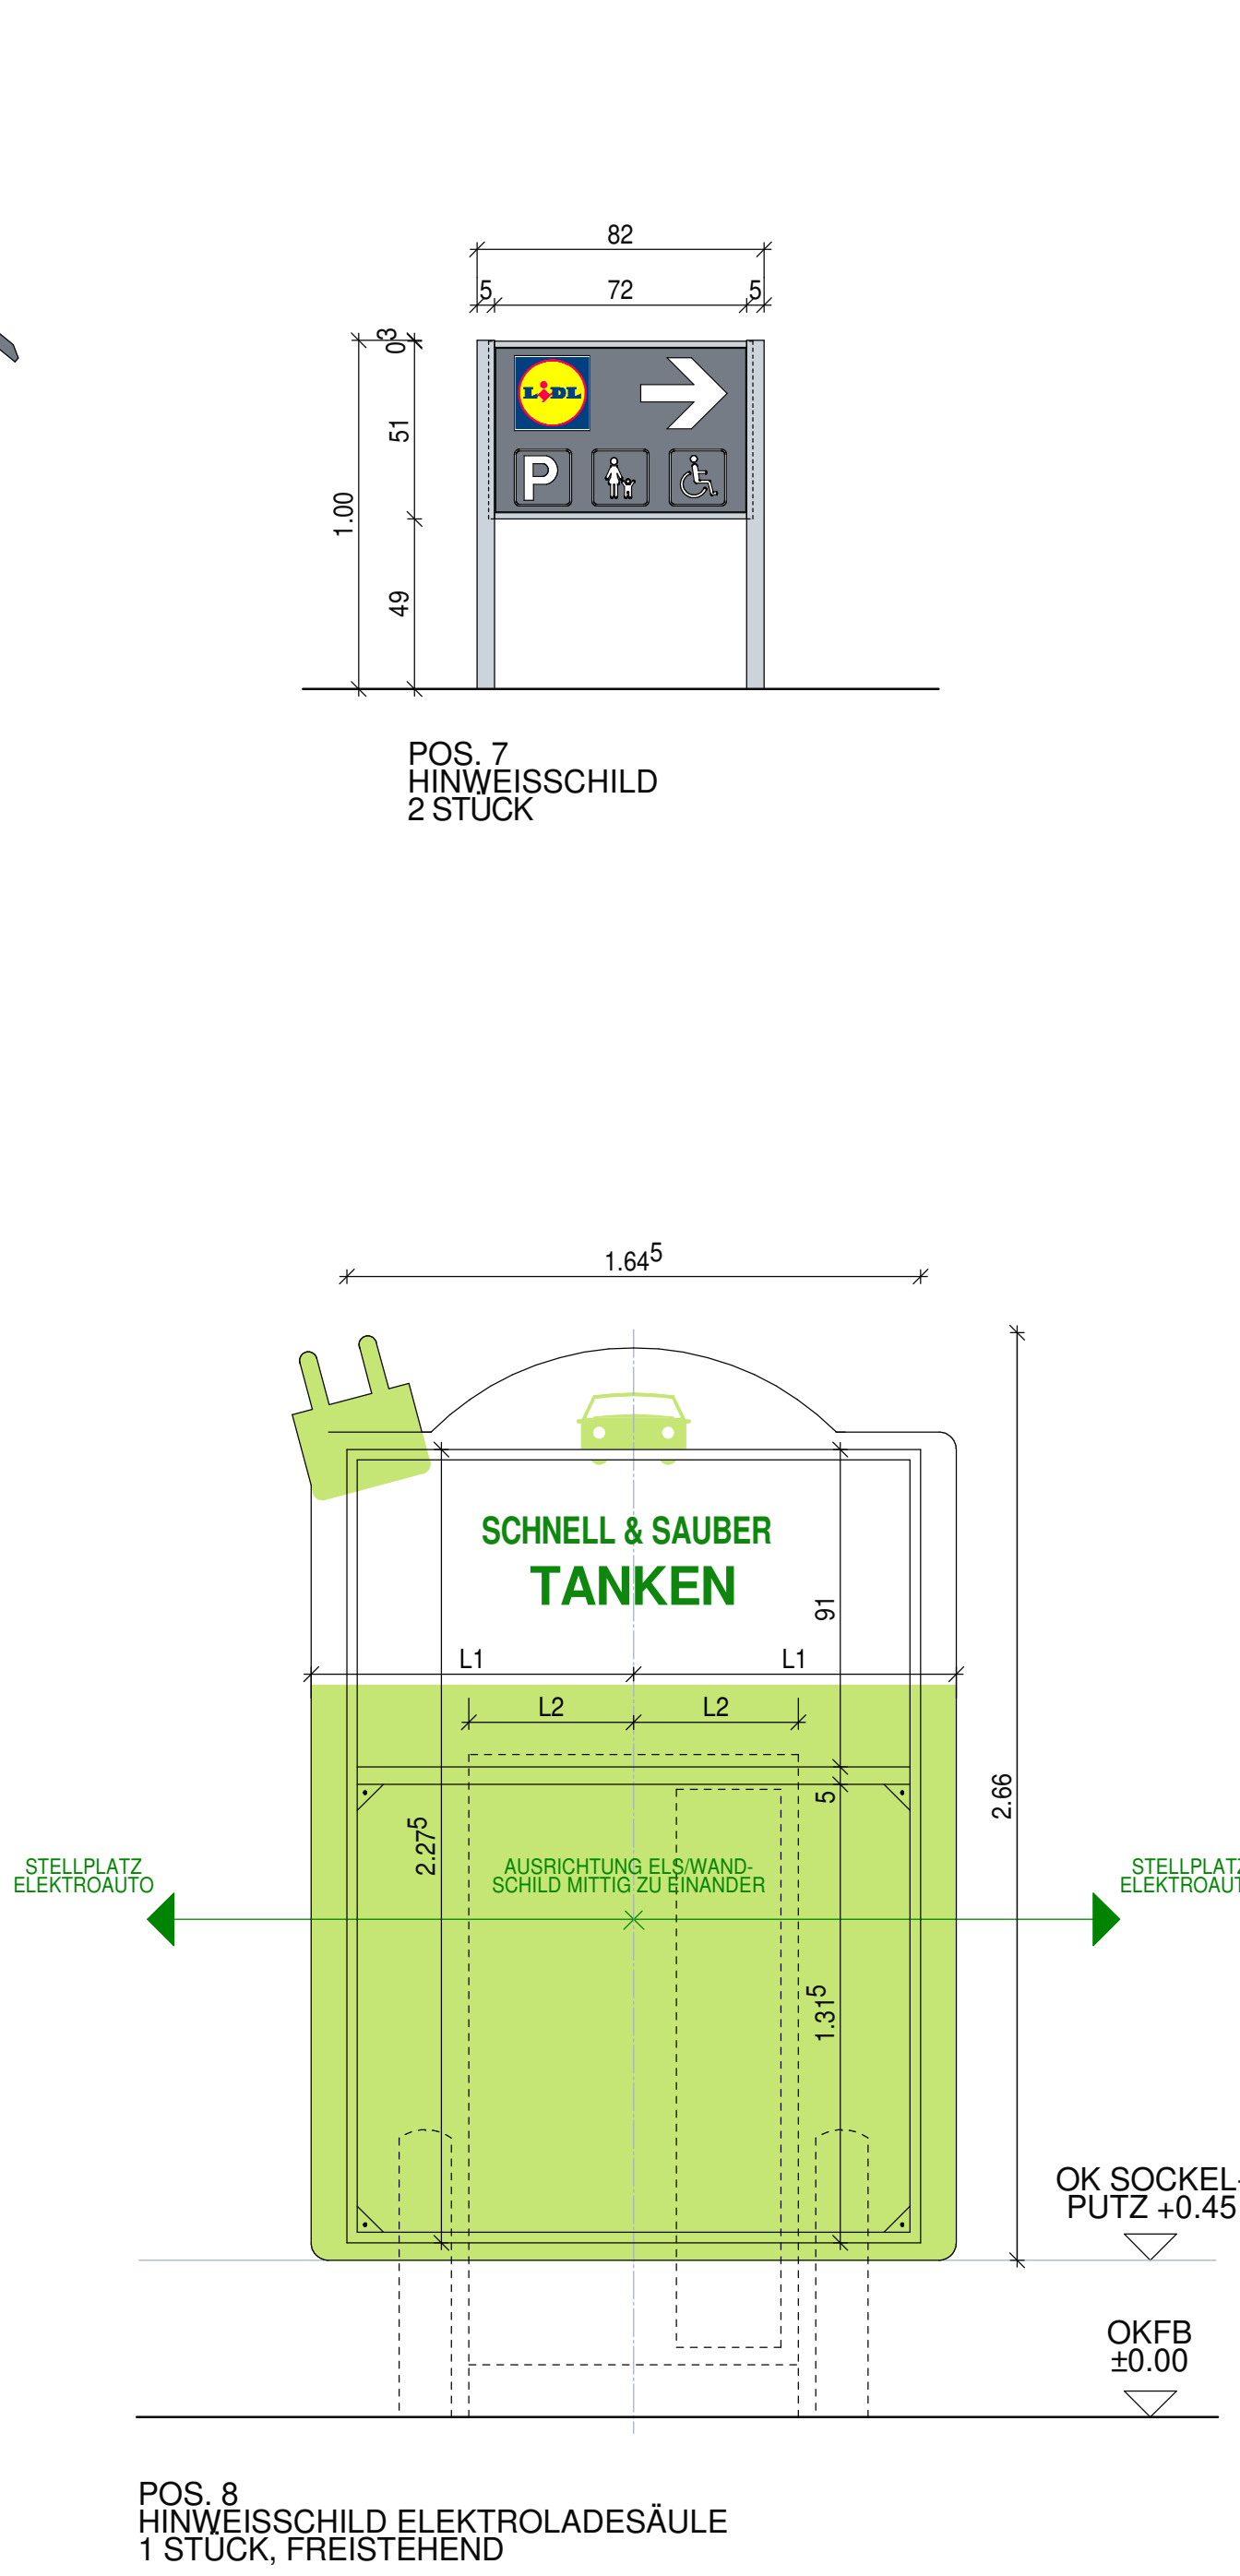 82
5 72 5
0³
51
1.00
49
LIDL
P
POS. 7
HINWEISSCHILD
2 STÜCK
1.64⁵
SCHNELL & SAUBER
TANKEN
91
L1 L1
L2 L2
5
2.66
2.27⁵
STELLPLATZ
ELEKTROAUTO
AUSRICHTUNG ELS/WAND-
SCHILD MITTIG ZU EINANDER
STELLPLATZ
ELEKTROAUT
1.31⁵
OK SOCKEL-
PUTZ +0.45
OKFB
±0.00
POS. 8
HINWEISSCHILD ELEKTROLADESÄULE
1 STÜCK, FREISTEHEND